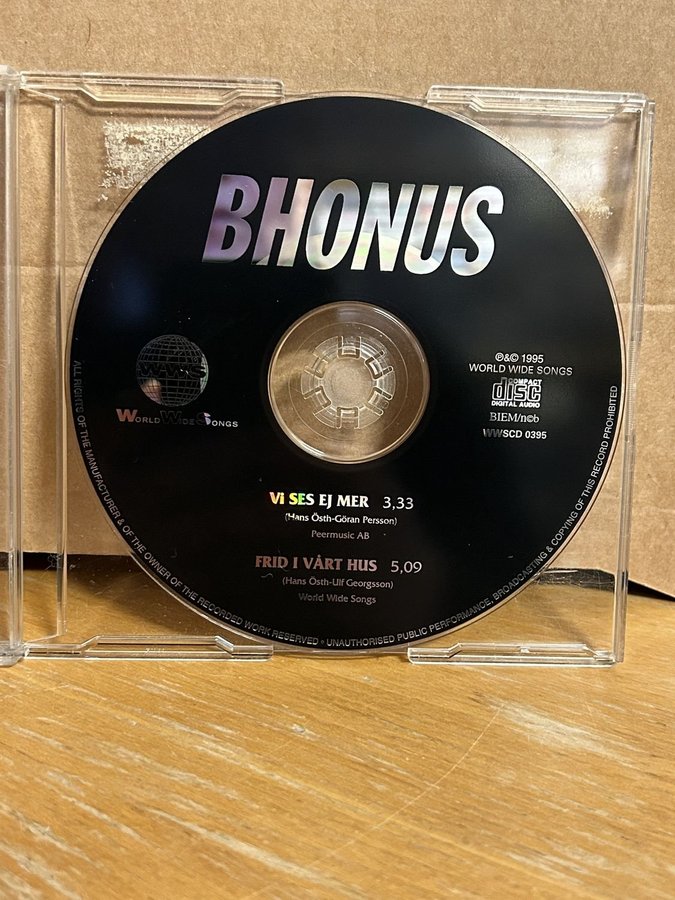 BHONUS
WWS
WORLD WIDE SONGS
℗&© 1995
WORLD WIDE SONGS
COMPACT
disc
DIGITAL AUDIO
BIEM/n©b
WWSCD 0395
Vi SES EJ MER 3,33
(Hans Östh-Göran Persson)
Peermusic AB
FRID I VÅRT HUS 5,09
(Hans Östh-Ulf Georgsson)
World Wide Songs
ALL RIGHTS OF THE MANUFACTURER & OF THE OWNER OF THE RECORDED WORK RESERVED • UNAUTHORISED PUBLIC PERFORMANCE, BROADCASTING & COPYING OF THIS RECORD PROHIBITED